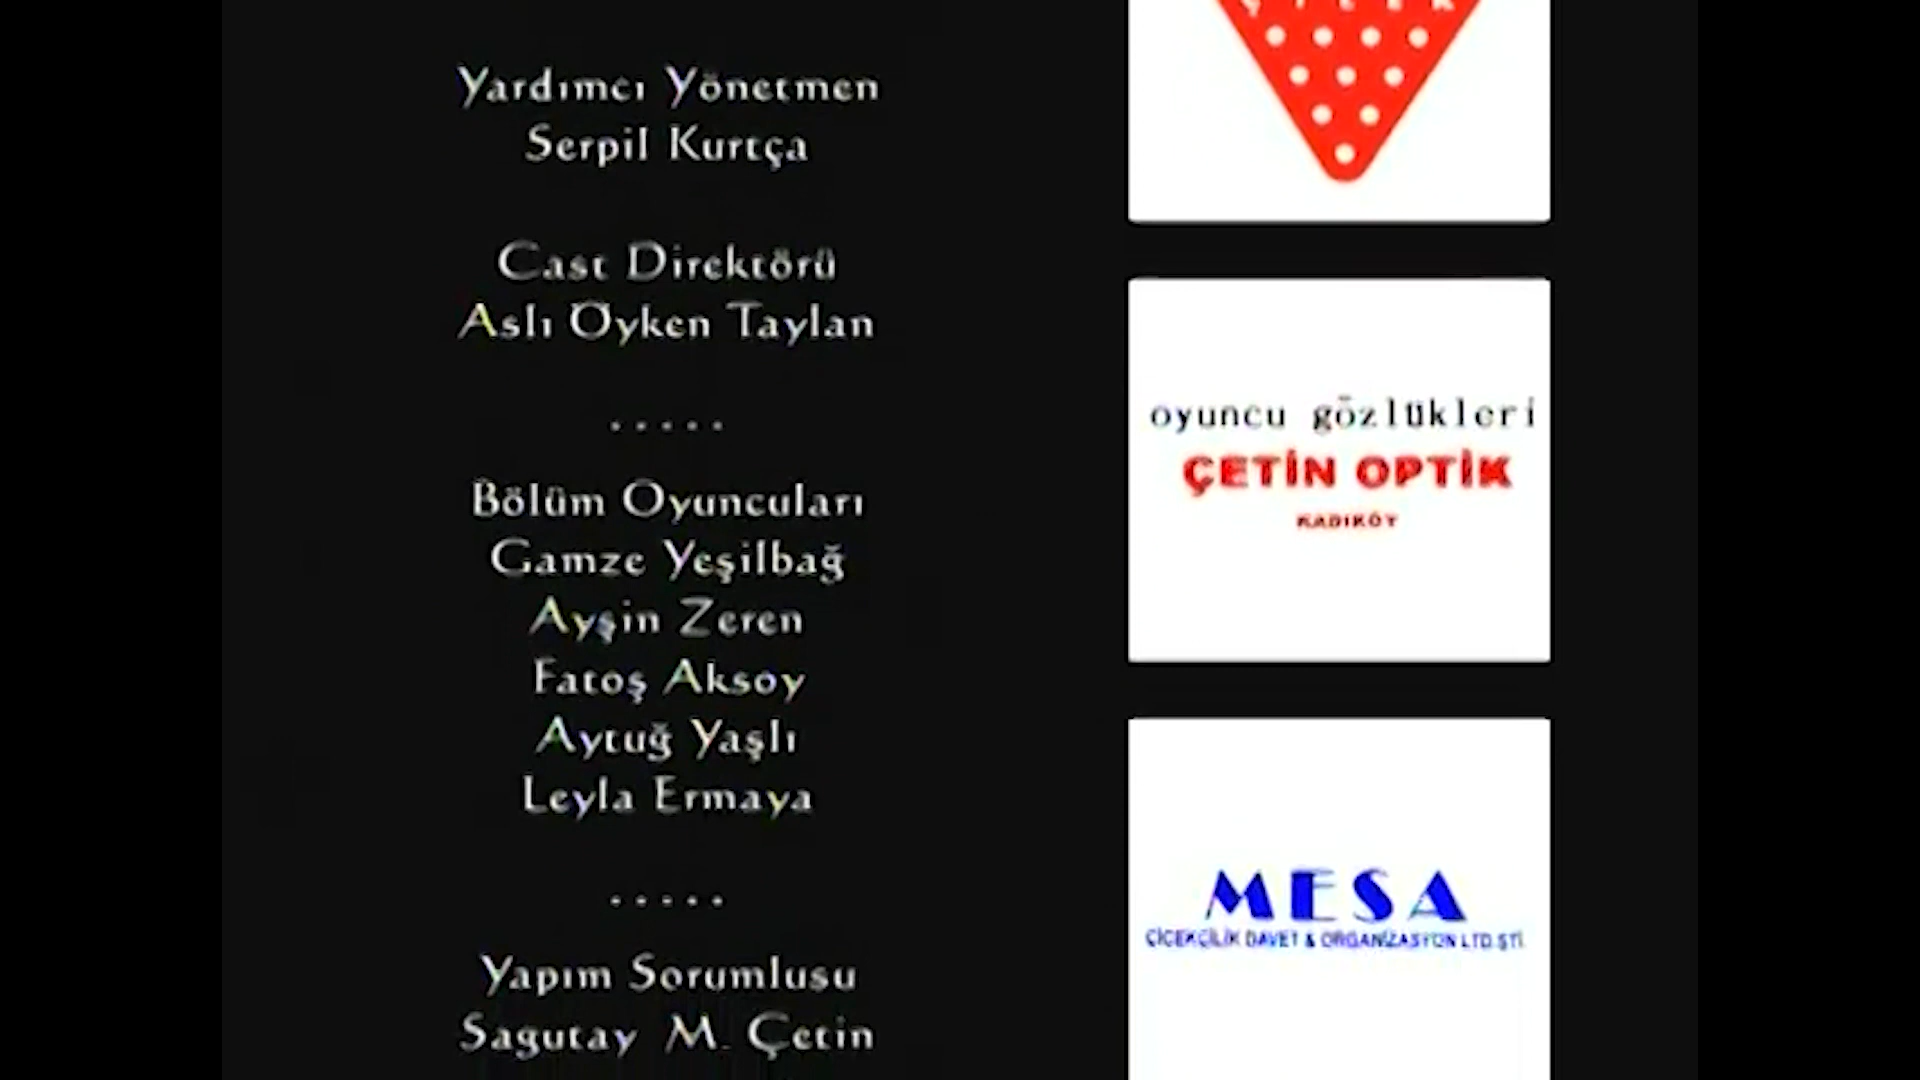 Yardımcı Yönetmen
Serpil Kurtça
Cast Direktörü
Aslı Öyken Taylan
.....
Bölüm Oyuncuları
Gamze Yeşilbağ
Ayşin Zeren
Fatoş Aksoy
Aytuğ Yaşlı
Leyla Ermaya
.....
Yapım Sorumlusu
Sagutay M. Çetin
ÇİLEK
oyuncu gözlükleri
ÇETİN OPTİK
KADIKÖY
MESA
ÇİÇEKÇİLİK DAVET & ORGANİZASYON LTD.ŞTİ.